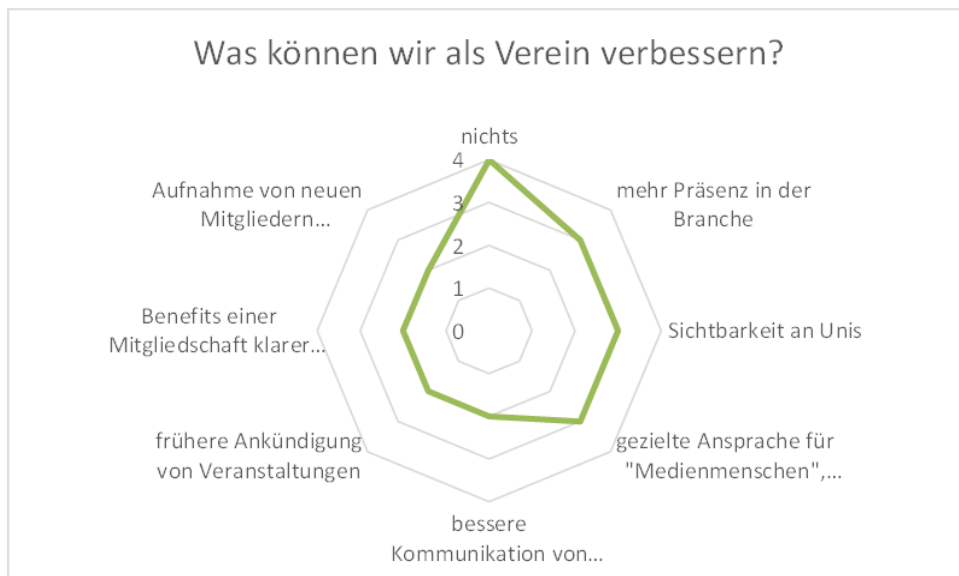 Was können wir als Verein verbessern?
nichts
4
3
2
1
0
mehr Präsenz in der
Branche
Sichtbarkeit an Unis
gezielte Ansprache für
"Medienmenschen",...
bessere
Kommunikation von...
frühere Ankündigung
von Veranstaltungen
Benefits einer
Mitgliedschaft klarer...
Aufnahme von neuen
Mitgliedern...